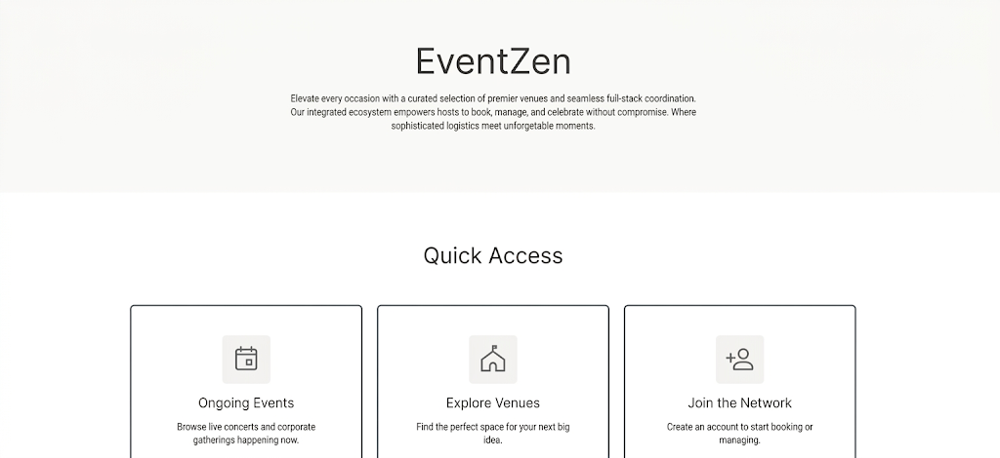 EventZen
Elevate every occasion with a curated selection of premier venues and seamless full-stack coordination.
Our integrated ecosystem empowers hosts to book, manage, and celebrate without compromise. Where
sophisticated logistics meet unforgetable moments.
Quick Access
Ongoing Events
Browse live concerts and corporate
gatherings happening now.
Explore Venues
Find the perfect space for your next big
idea.
Join the Network
Create an account to start booking or
managing.